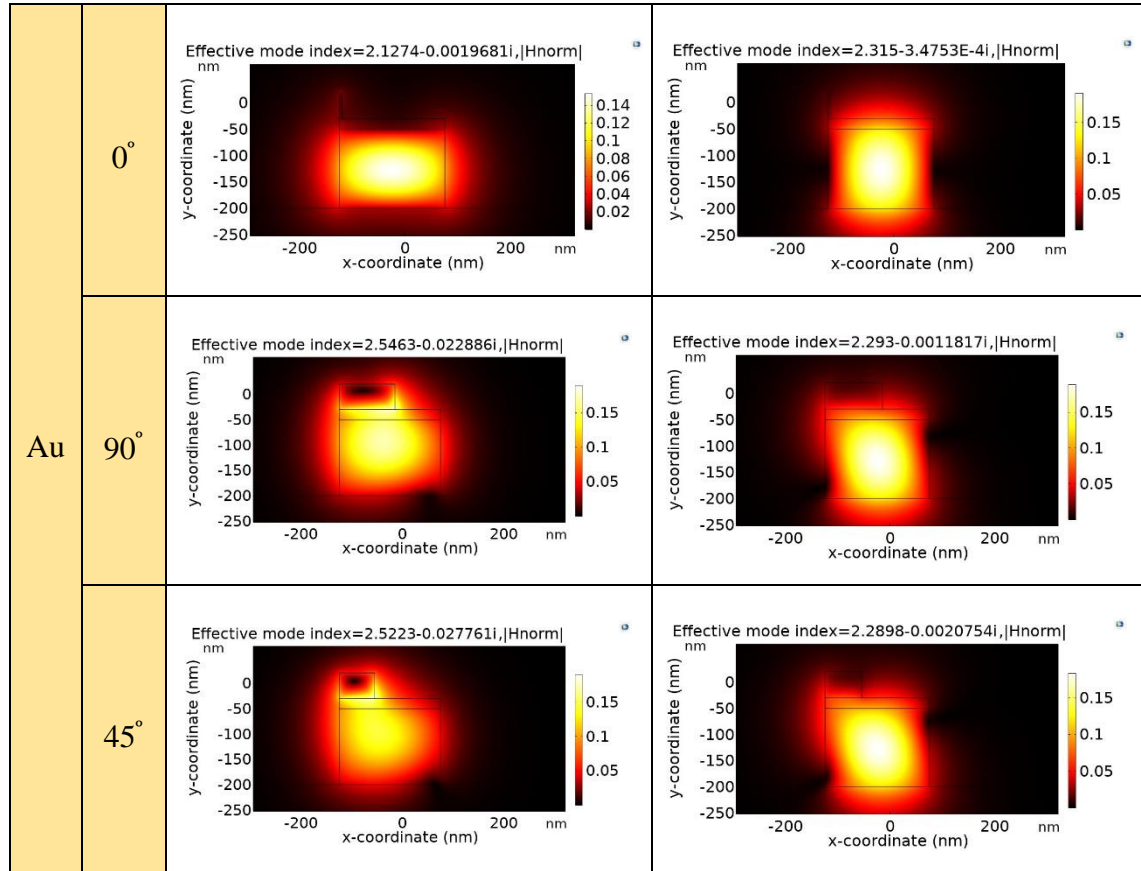 Au
0°
Effective mode index=2.1274-0.0019681i,|Hnorm|
nm
y-coordinate (nm)
0
-50
-100
-150
-200
-250
-200
0
200
nm
x-coordinate (nm)
0.14
0.12
0.1
0.08
0.06
0.04
0.02
Effective mode index=2.315-3.4753E-4i,|Hnorm|
nm
y-coordinate (nm)
0
-50
-100
-150
-200
-250
-200
0
200
nm
x-coordinate (nm)
0.15
0.1
0.05
90°
Effective mode index=2.5463-0.022886i,|Hnorm|
nm
y-coordinate (nm)
0
-50
-100
-150
-200
-250
-200
0
200
nm
x-coordinate (nm)
0.15
0.1
0.05
Effective mode index=2.293-0.0011817i,|Hnorm|
nm
y-coordinate (nm)
0
-50
-100
-150
-200
-250
-200
0
200
nm
x-coordinate (nm)
0.15
0.1
0.05
45°
Effective mode index=2.5223-0.027761i,|Hnorm|
nm
y-coordinate (nm)
0
-50
-100
-150
-200
-250
-200
0
200
nm
x-coordinate (nm)
0.15
0.1
0.05
Effective mode index=2.2898-0.0020754i,|Hnorm|
nm
y-coordinate (nm)
0
-50
-100
-150
-200
-250
-200
0
200
nm
x-coordinate (nm)
0.15
0.1
0.05